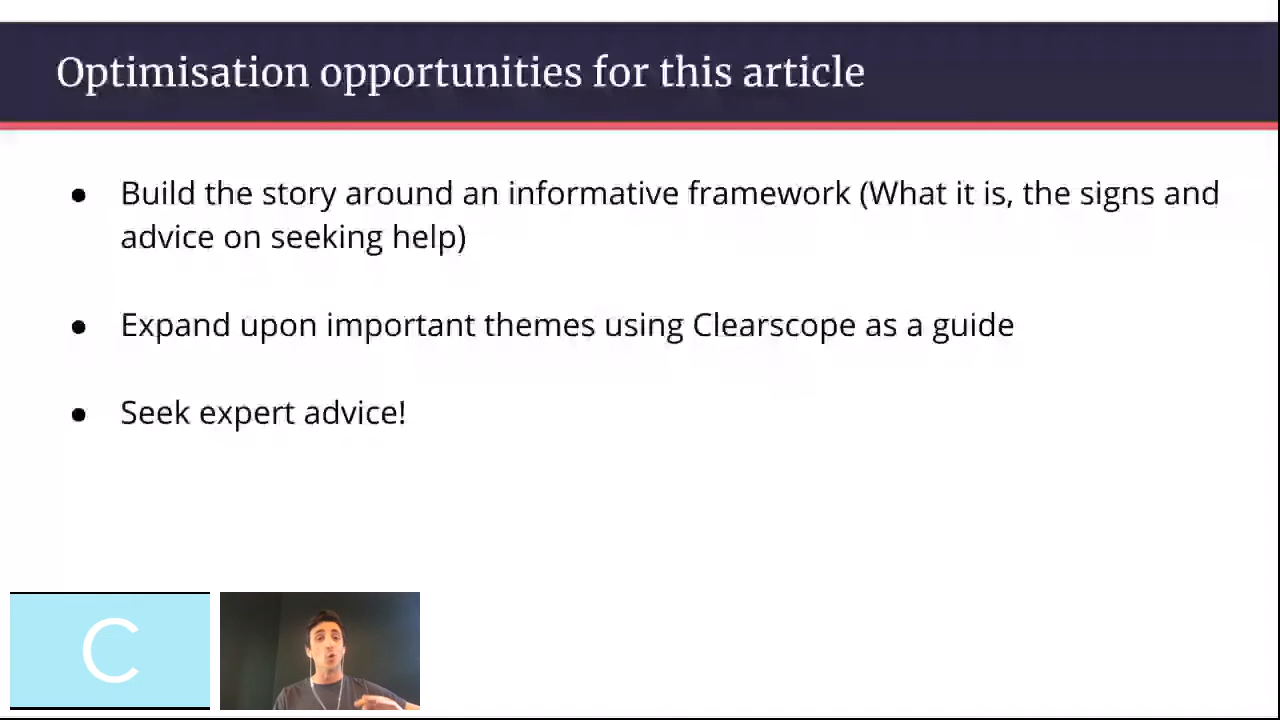 Optimisation opportunities for this article
● Build the story around an informative framework (What it is, the signs and
advice on seeking help)
● Expand upon important themes using Clearscope as a guide
● Seek expert advice!
C